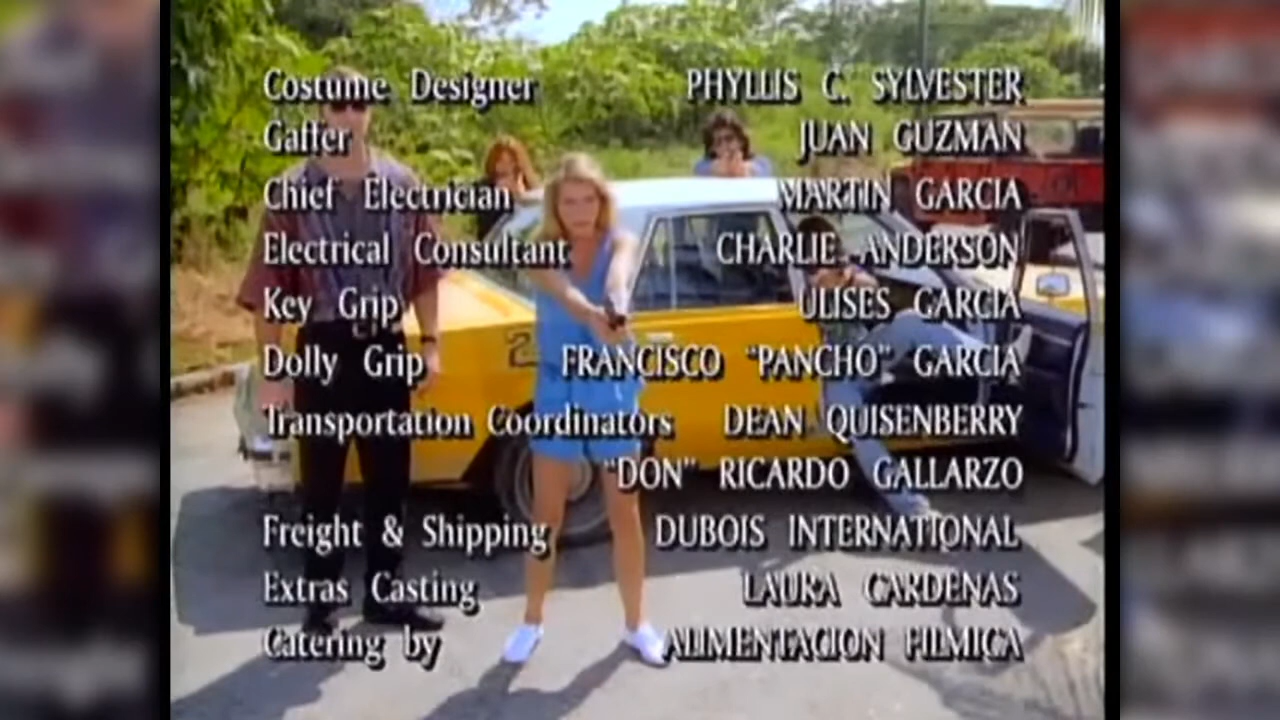 Costume Designer PHYLLIS C. SYLVESTER
Gaffer JUAN GUZMAN
Chief Electrician MARTIN GARCIA
Electrical Consultant CHARLIE ANDERSON
Key Grip ULISES GARCIA
Dolly Grip FRANCISCO "PANCHO" GARCIA
Transportation Coordinators DEAN QUISENBERRY
"DON" RICARDO GALLARZO
Freight & Shipping DUBOIS INTERNATIONAL
Extras Casting LAURA CARDENAS
Catering by ALIMENTACION FILMICA